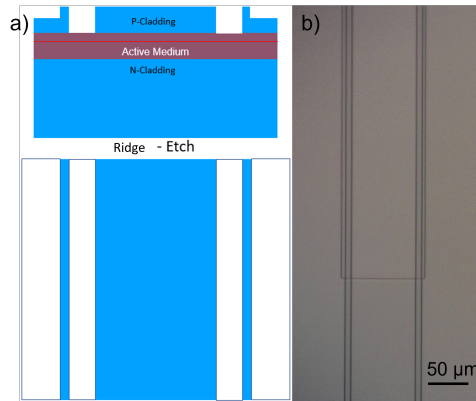 a)
P-Cladding
Active Medium
N-Cladding
Ridge - Etch
b)
50 µm